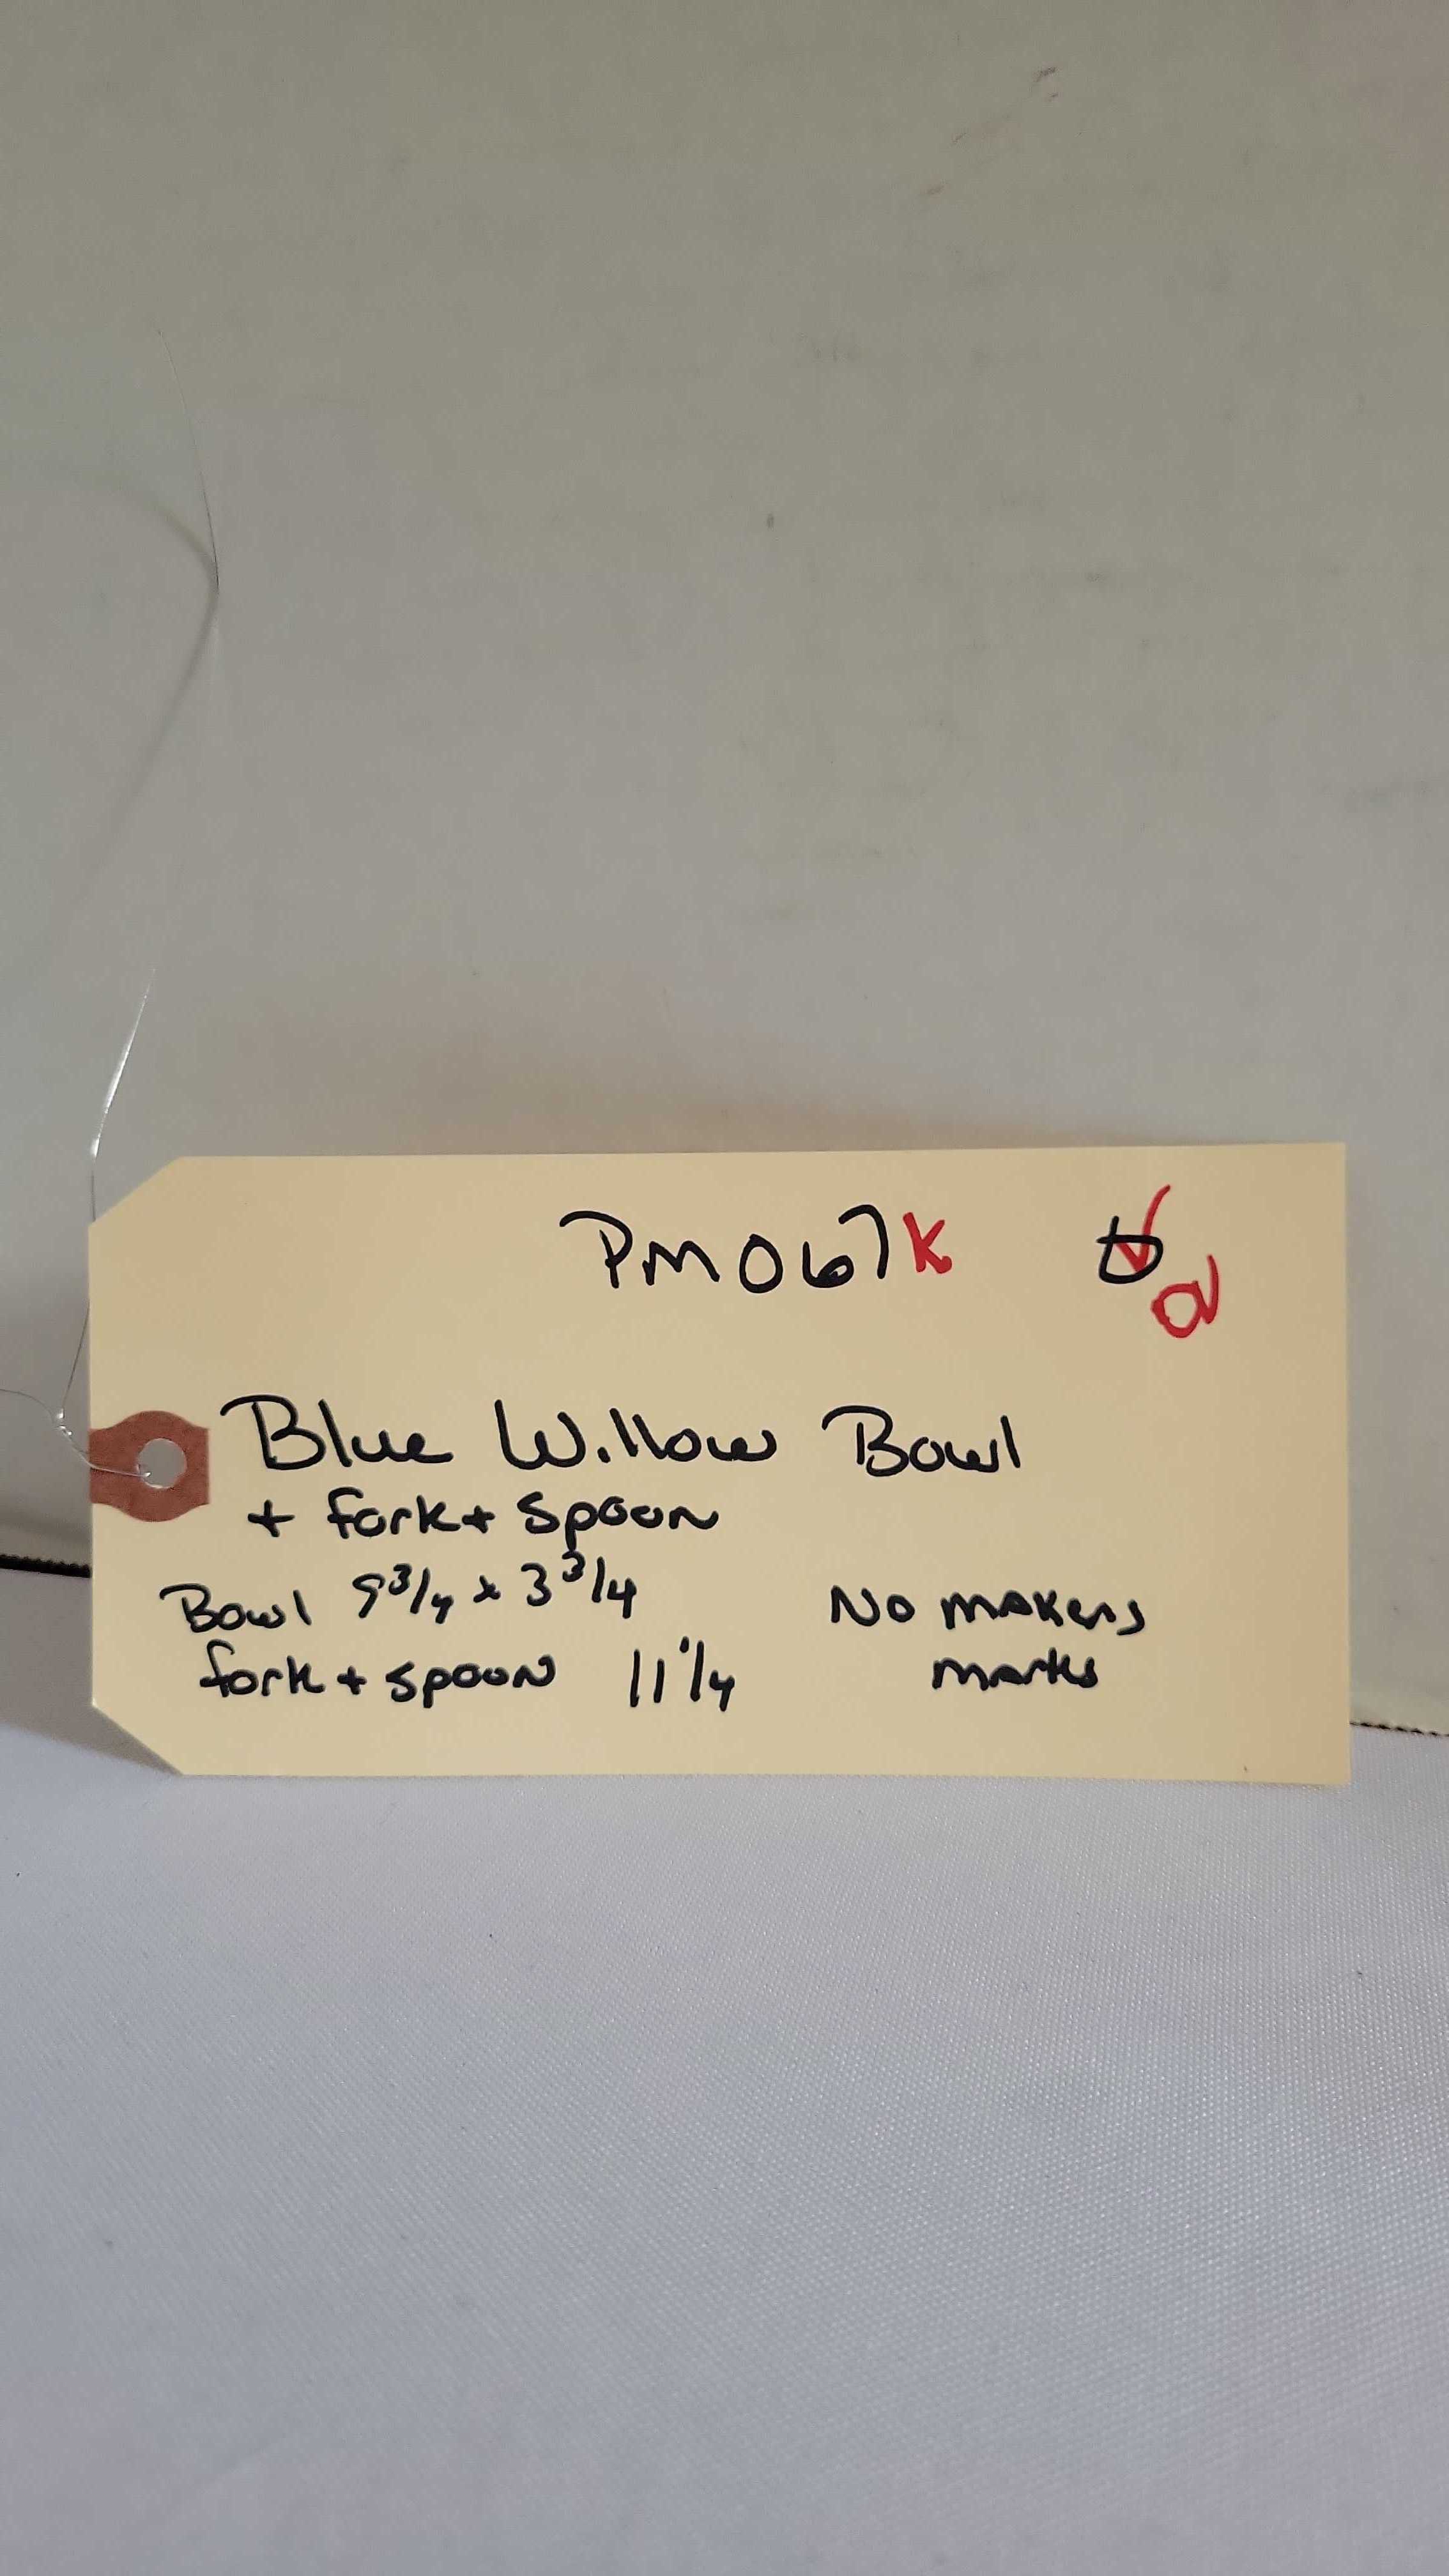 PM067K
Blue Willow Bowl
+ fork + spoon
Bowl 9 3/4 x 3 3/4
fork + spoon 11 1/4
No makers
marks